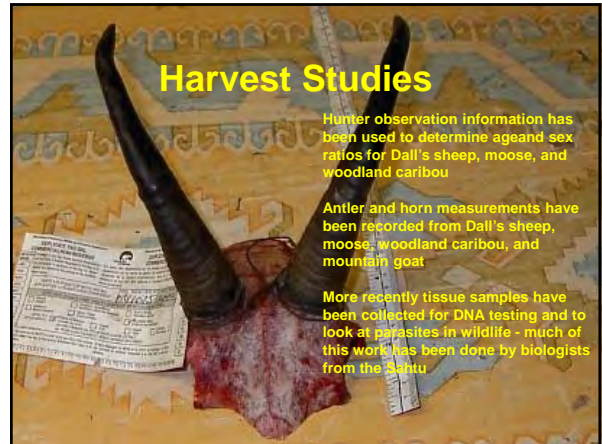 Harvest Studies
Hunter observation information has
been used to determine ageand sex
ratios for Dall's sheep, moose, and
woodland caribou
Antler and horn measurements have
been recorded from Dall's sheep,
moose, woodland caribou, and
mountain goat
More recently tissue samples have
been collected for DNA testing and to
look at parasites in wildlife - much of
this work has been done by biologists
from the Sahtu